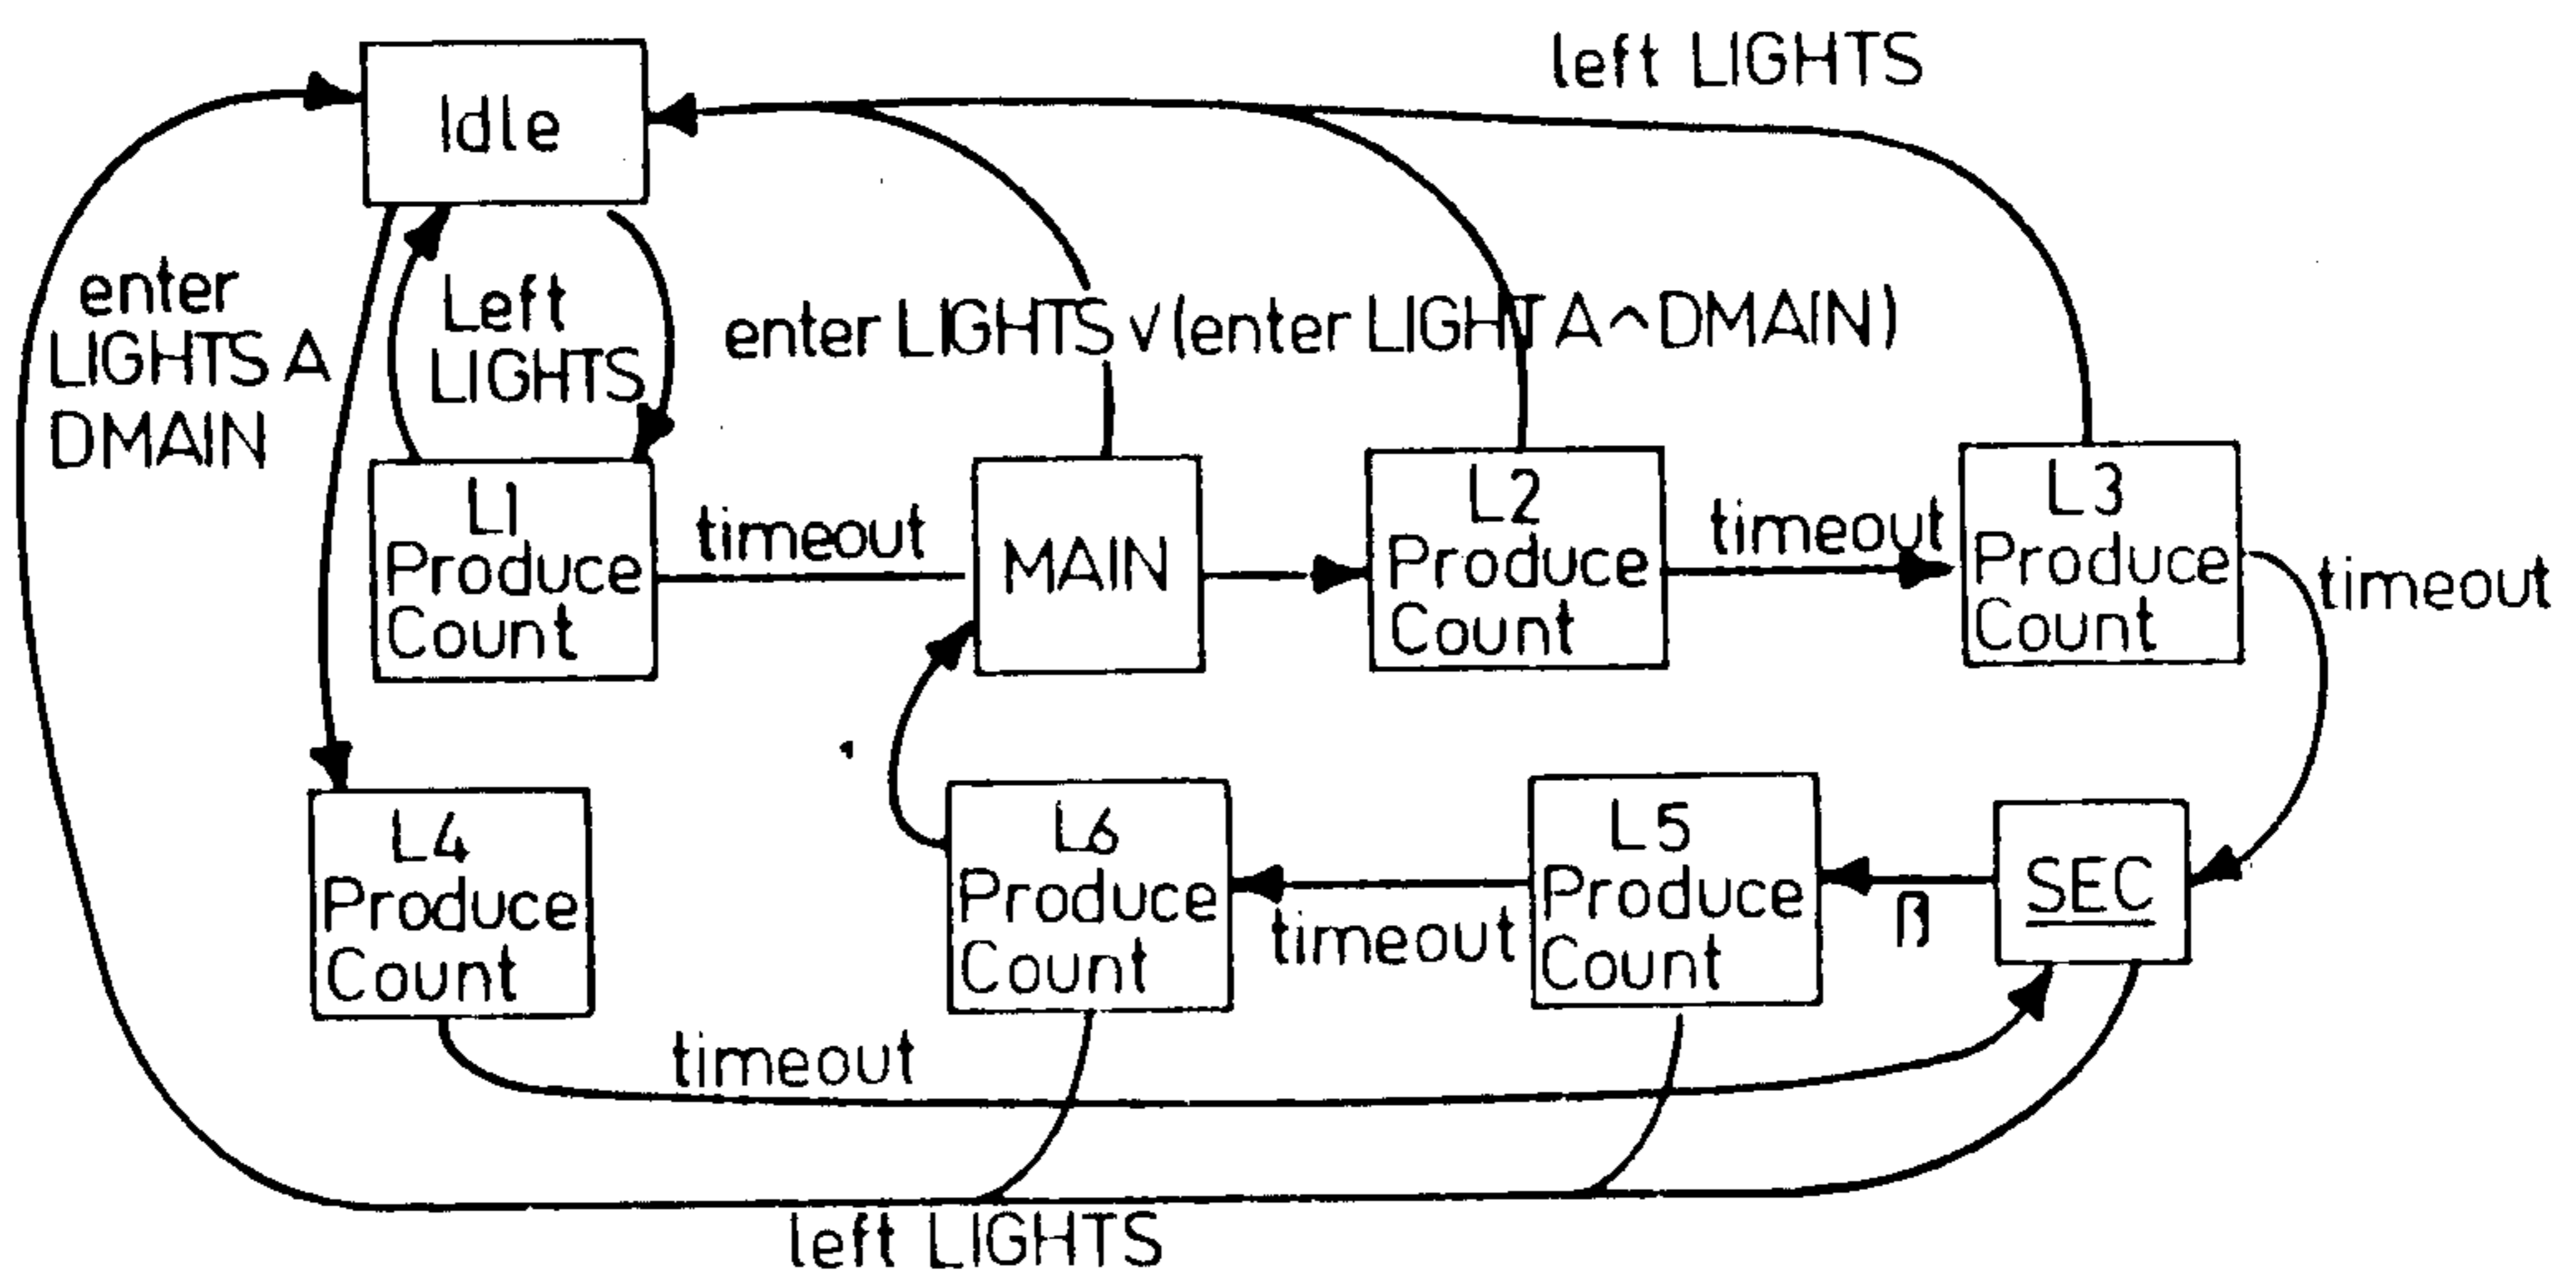 left LIGHTS
Idle
enter
LIGHTS A
DMAIN
Left
LIGHTS
enter LIGHTS ∨ (enter LIGHT A ^ DMAIN)
L1
Produce
Count
timeout
MAIN
L2
Produce
Count
timeout
L3
Produce
Count
timeout
L4
Produce
Count
L6
Produce
Count
timeout
L5
Produce
Count
SEC
timeout
left LIGHTS